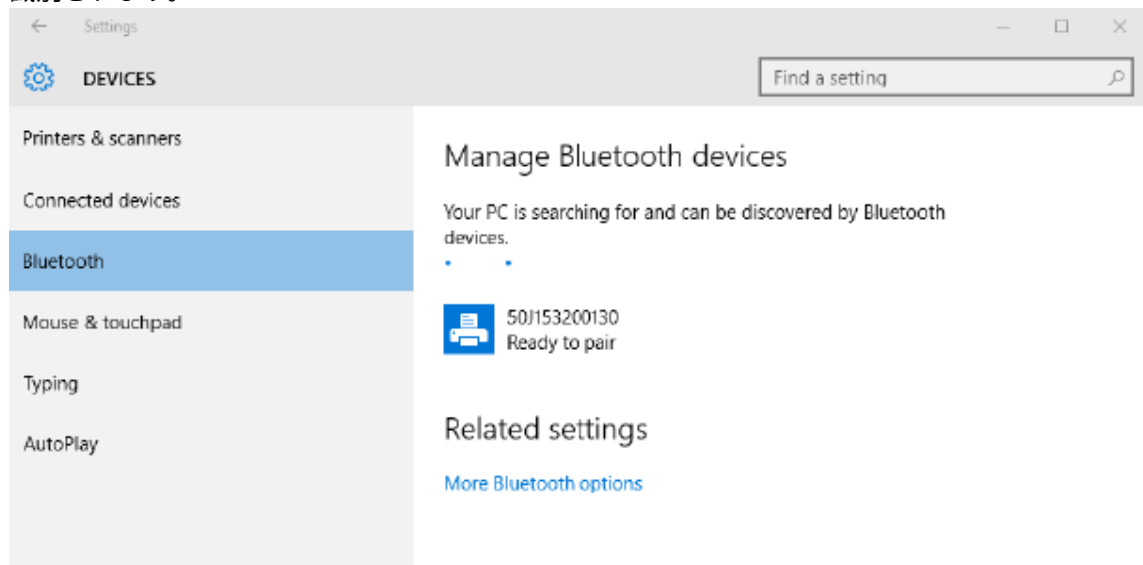 Settings
DEVICES
Find a setting
Printers & scanners
Connected devices
Bluetooth
Mouse & touchpad
Typing
AutoPlay
Manage Bluetooth devices
Your PC is searching for and can be discovered by Bluetooth
devices.
50J153200130
Ready to pair
Related settings
More Bluetooth options